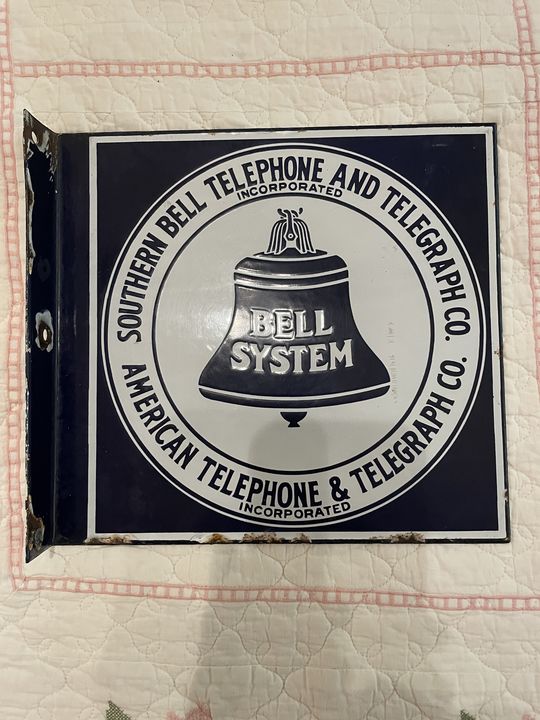 SOUTHERN BELL TELEPHONE AND TELEGRAPH CO.
INCORPORATED
BELL
SYSTEM
AMERICAN TELEPHONE & TELEGRAPH CO.
INCORPORATED